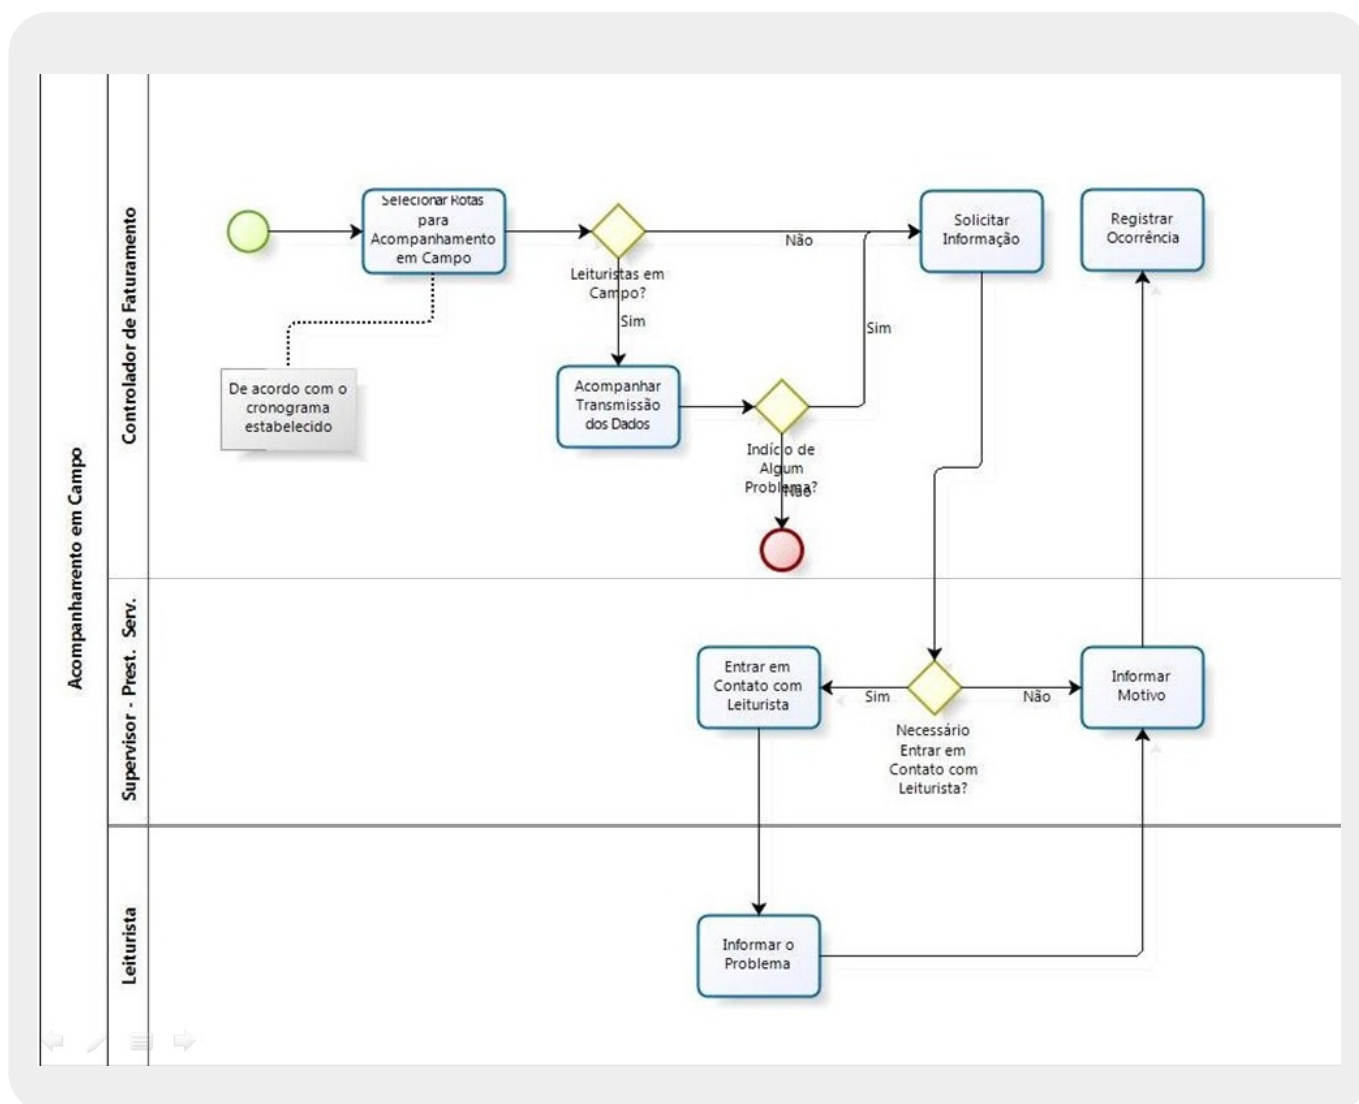 Acompanhamento em Campo
Controlador de Faturamento
Selecionar Rotas
para
Acompanhamento
em Campo
De acordo com o
cronograma
estabelecido
Leituristas em
Campo?
Não
Sim
Acompanhar
Transmissão
dos Dados
Indício de
Algum
Problema?
Não
Sim
Solicitar
Informação
Registrar
Ocorrência
Supervisor - Prest. Serv.
Entrar em
Contato com
Leiturista
Sim
Necessário
Entrar em
Contato com
Leiturista?
Não
Informar
Motivo
Leiturista
Informar o
Problema